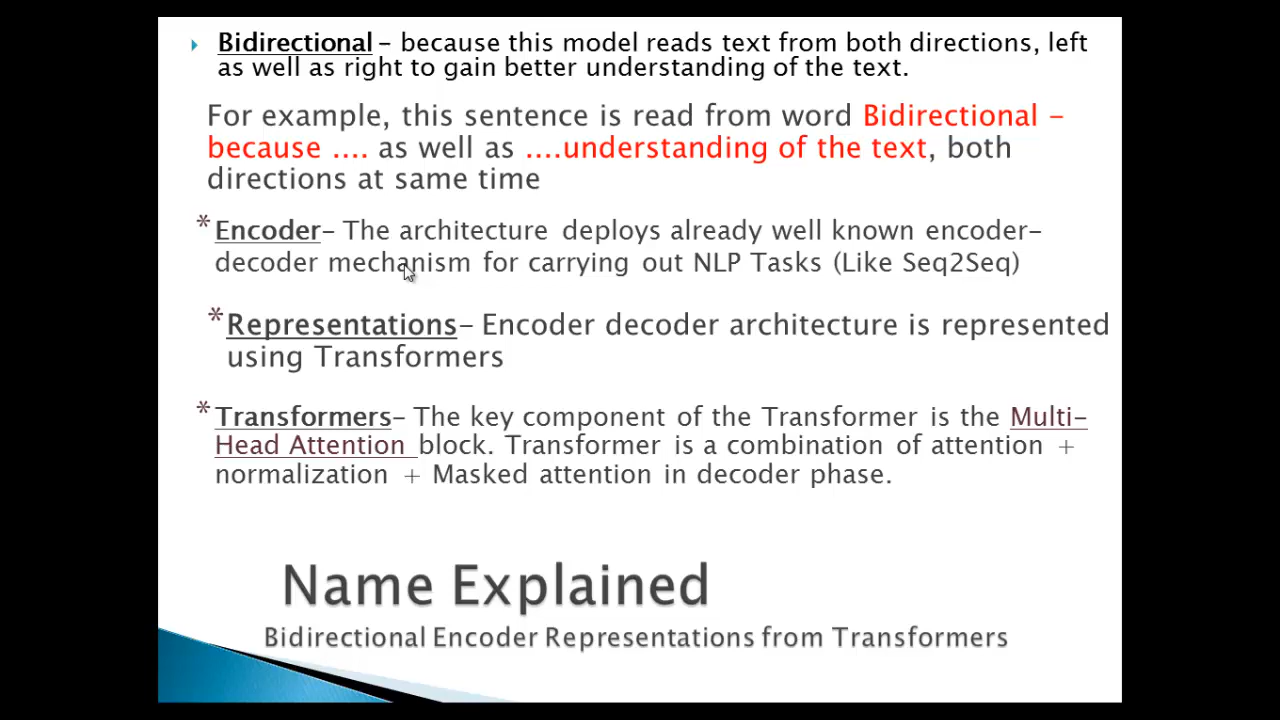 Bidirectional - because this model reads text from both directions, left
as well as right to gain better understanding of the text.
For example, this sentence is read from word Bidirectional -
because .... as well as ....understanding of the text, both
directions at same time
* Encoder- The architecture deploys already well known encoder-
decoder mechanism for carrying out NLP Tasks (Like Seq2Seq)
* Representations- Encoder decoder architecture is represented
using Transformers
* Transformers- The key component of the Transformer is the Multi-
Head Attention block. Transformer is a combination of attention +
normalization + Masked attention in decoder phase.
Name Explained
Bidirectional Encoder Representations from Transformers